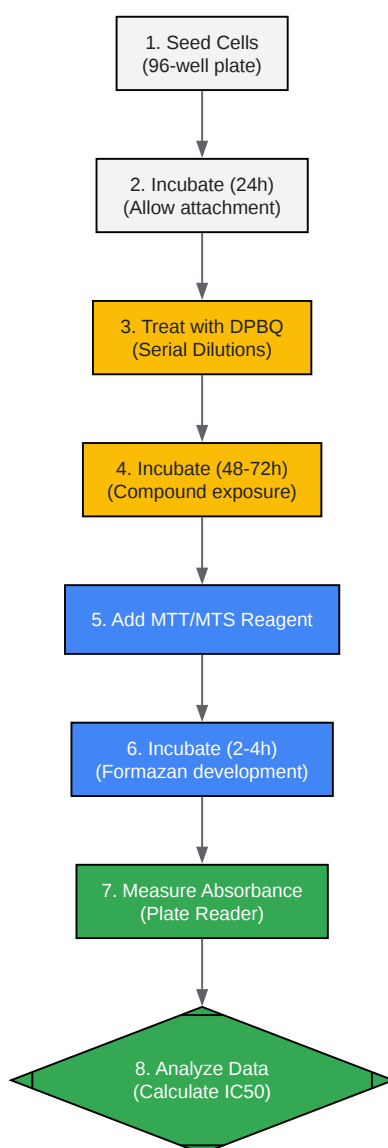 1. Seed Cells
(96-well plate)
2. Incubate (24h)
(Allow attachment)
3. Treat with DPBQ
(Serial Dilutions)
4. Incubate (48-72h)
(Compound exposure)
5. Add MTT/MTS Reagent
6. Incubate (2-4h)
(Formazan development)
7. Measure Absorbance
(Plate Reader)
8. Analyze Data
(Calculate IC50)